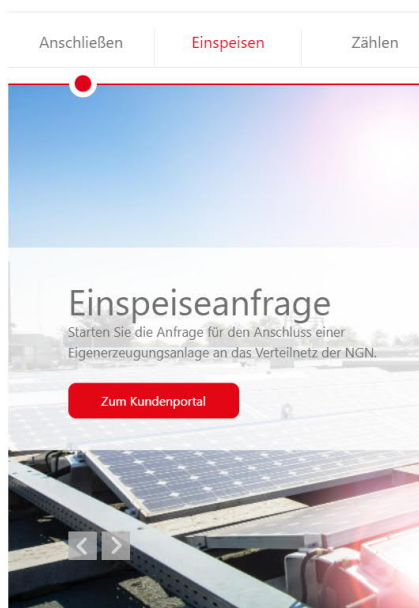 Anschließen
Einspeisen
Zählen
Einspeiseanfrage
Starten Sie die Anfrage für den Anschluss einer
Eigenerzeugungsanlage an das Verteilnetz der NGN.
Zum Kundenportal